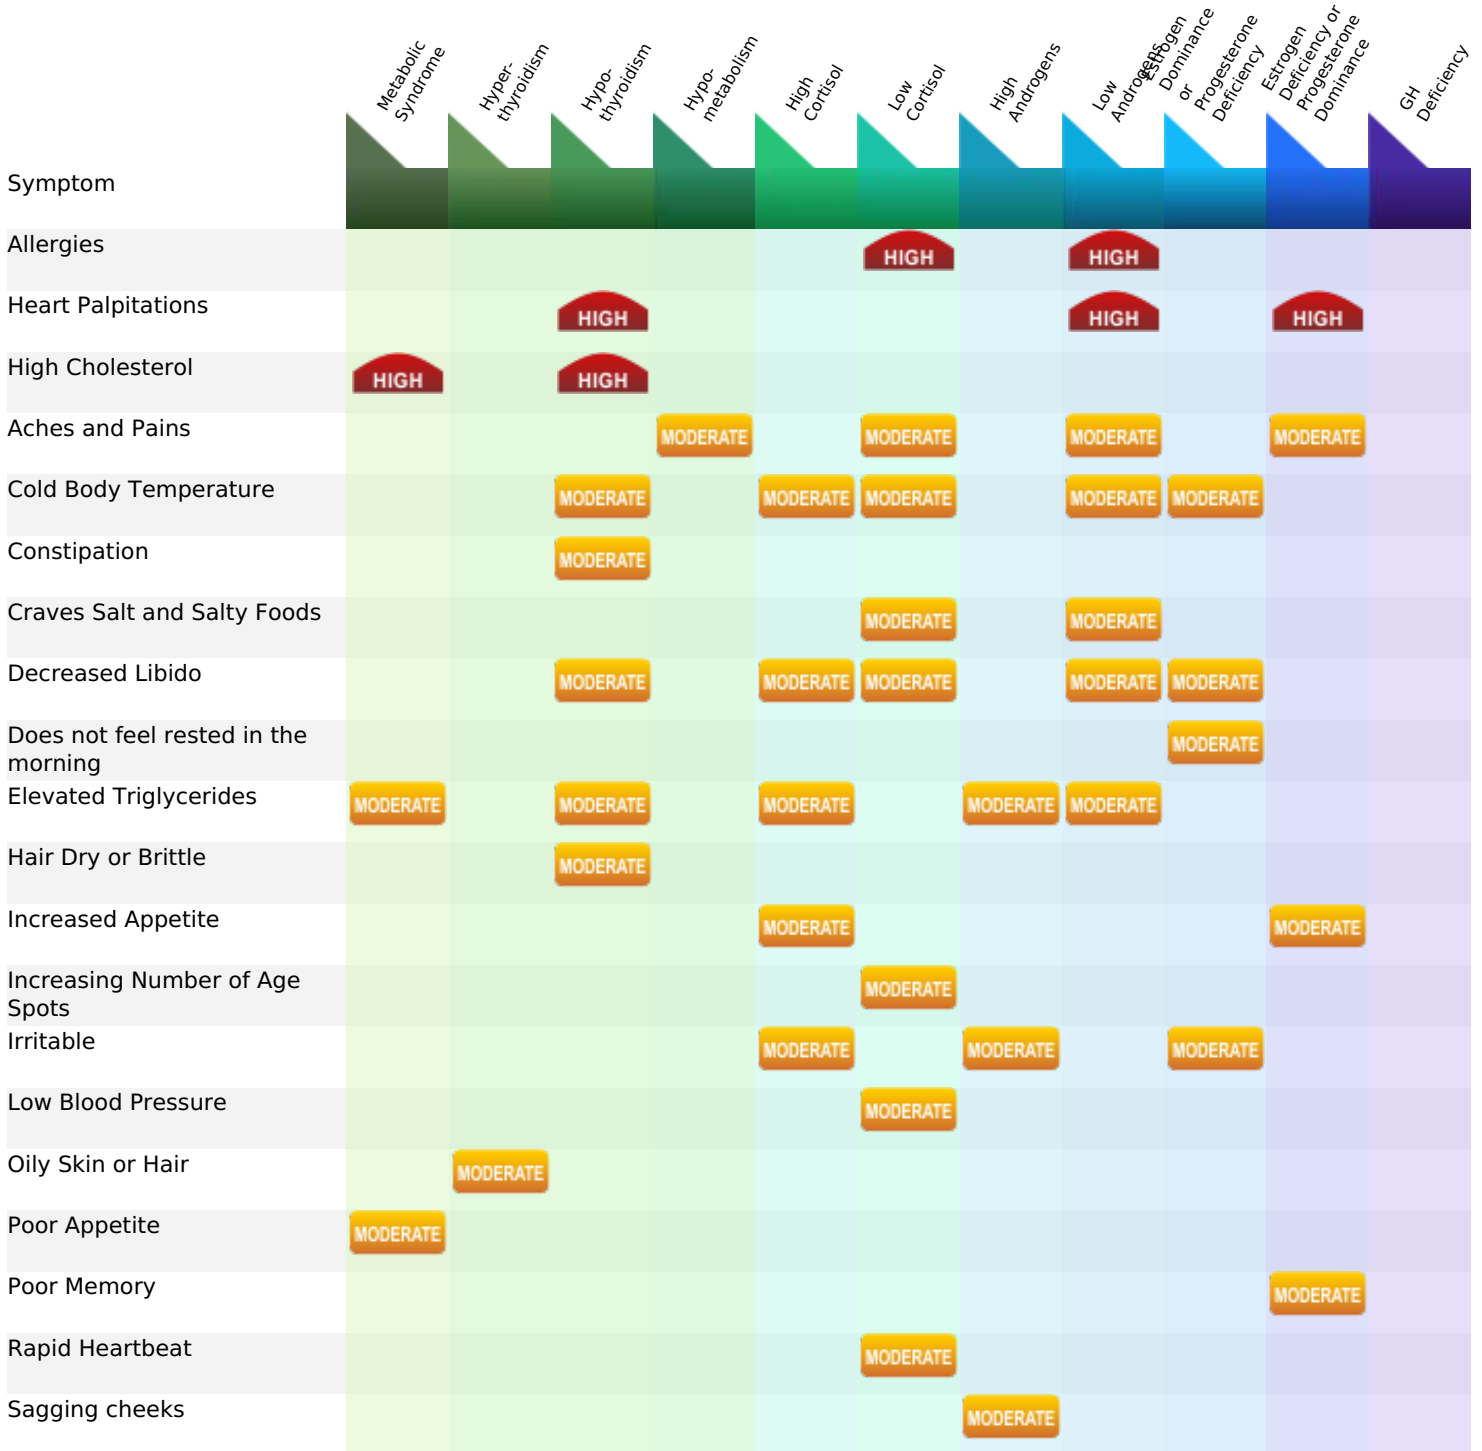 Metabolic
Syndrome
Hyper-
thyroidism
Hypo-
thyroidism
Hypo-
metabolism
High
Cortisol
Low
Cortisol
High
Androgens
Low
Androgens
Estrogen
Dominance
or
Progesterone
Deficiency
Estrogen
Deficiency or
Progesterone
Dominance
GH
Deficiency
Symptom
Allergies HIGH HIGH
Heart Palpitations HIGH HIGH HIGH
High Cholesterol HIGH HIGH
Aches and Pains MODERATE MODERATE MODERATE MODERATE
Cold Body Temperature MODERATE MODERATE MODERATE MODERATE MODERATE
Constipation MODERATE
Craves Salt and Salty Foods MODERATE MODERATE
Decreased Libido MODERATE MODERATE MODERATE MODERATE MODERATE
Does not feel rested in the MODERATE
morning
Elevated Triglycerides MODERATE MODERATE MODERATE MODERATE MODERATE
Hair Dry or Brittle MODERATE
Increased Appetite MODERATE MODERATE
Increasing Number of Age MODERATE
Spots
Irritable MODERATE MODERATE MODERATE
Low Blood Pressure MODERATE
Oily Skin or Hair MODERATE
Poor Appetite MODERATE
Poor Memory MODERATE
Rapid Heartbeat MODERATE
Sagging cheeks MODERATE